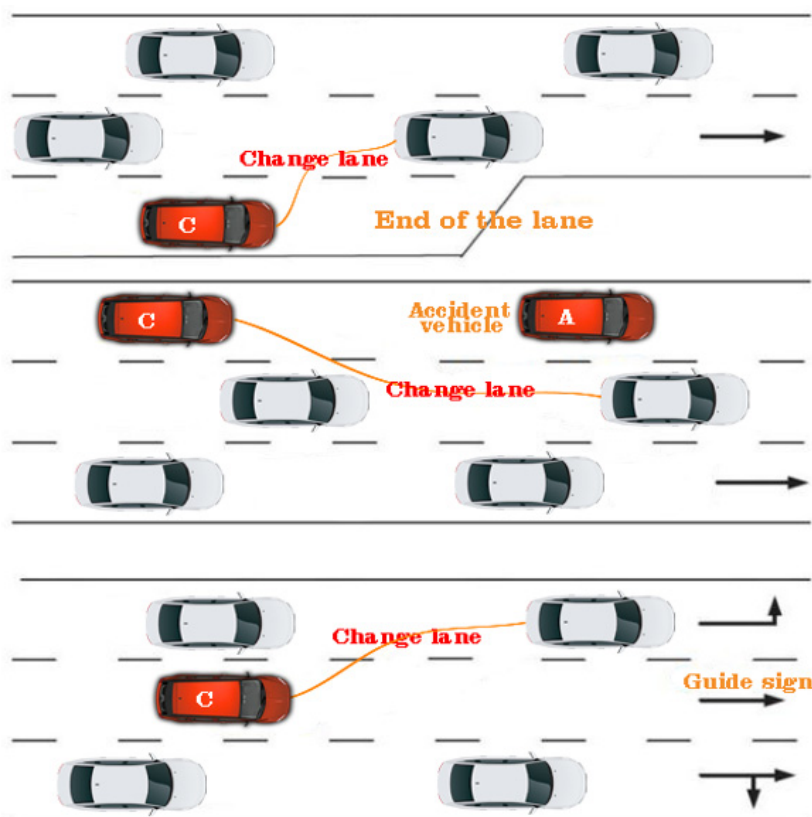 Change lane
C
End of the lane
C
Accident
vehicle
A
Change lane
Change lane
C
Guide sign